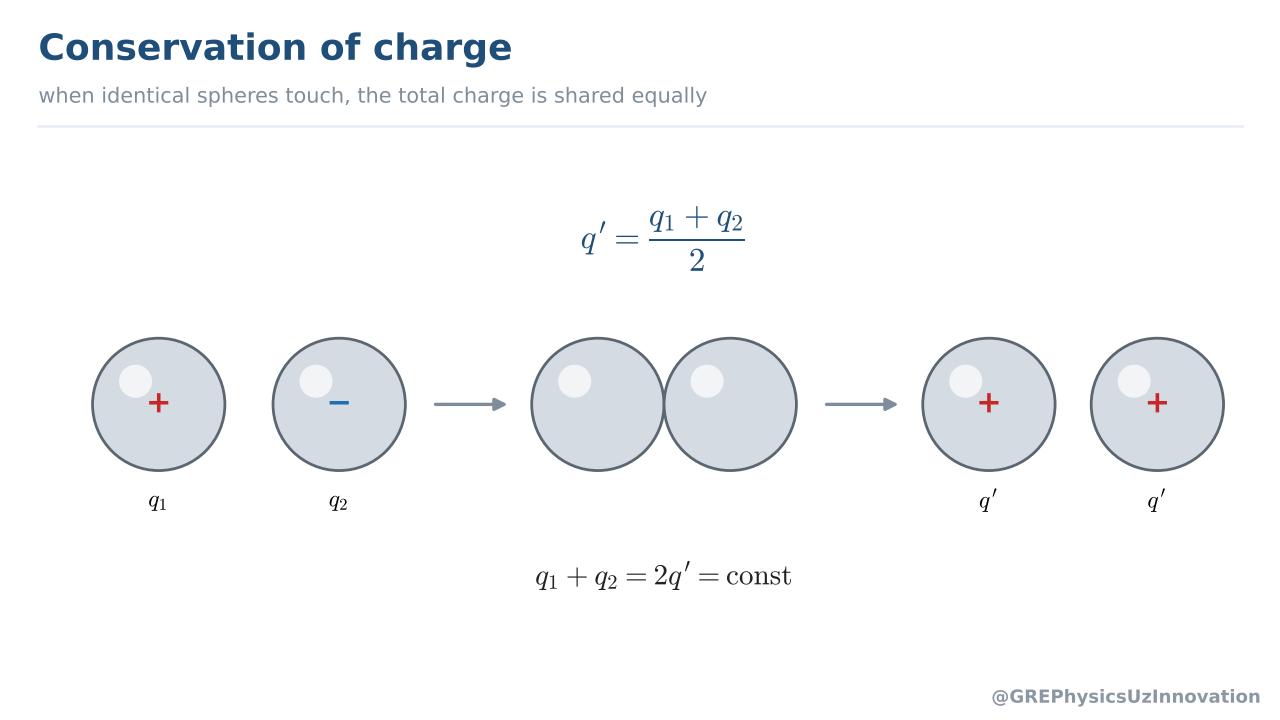 Conservation of charge
when identical spheres touch, the total charge is shared equally
q′ = (q₁ + q₂)/2
+ − + +
q₁ q₂ q′ q′
q₁ + q₂ = 2q′ = const
@GREPhysicsUzInnovation